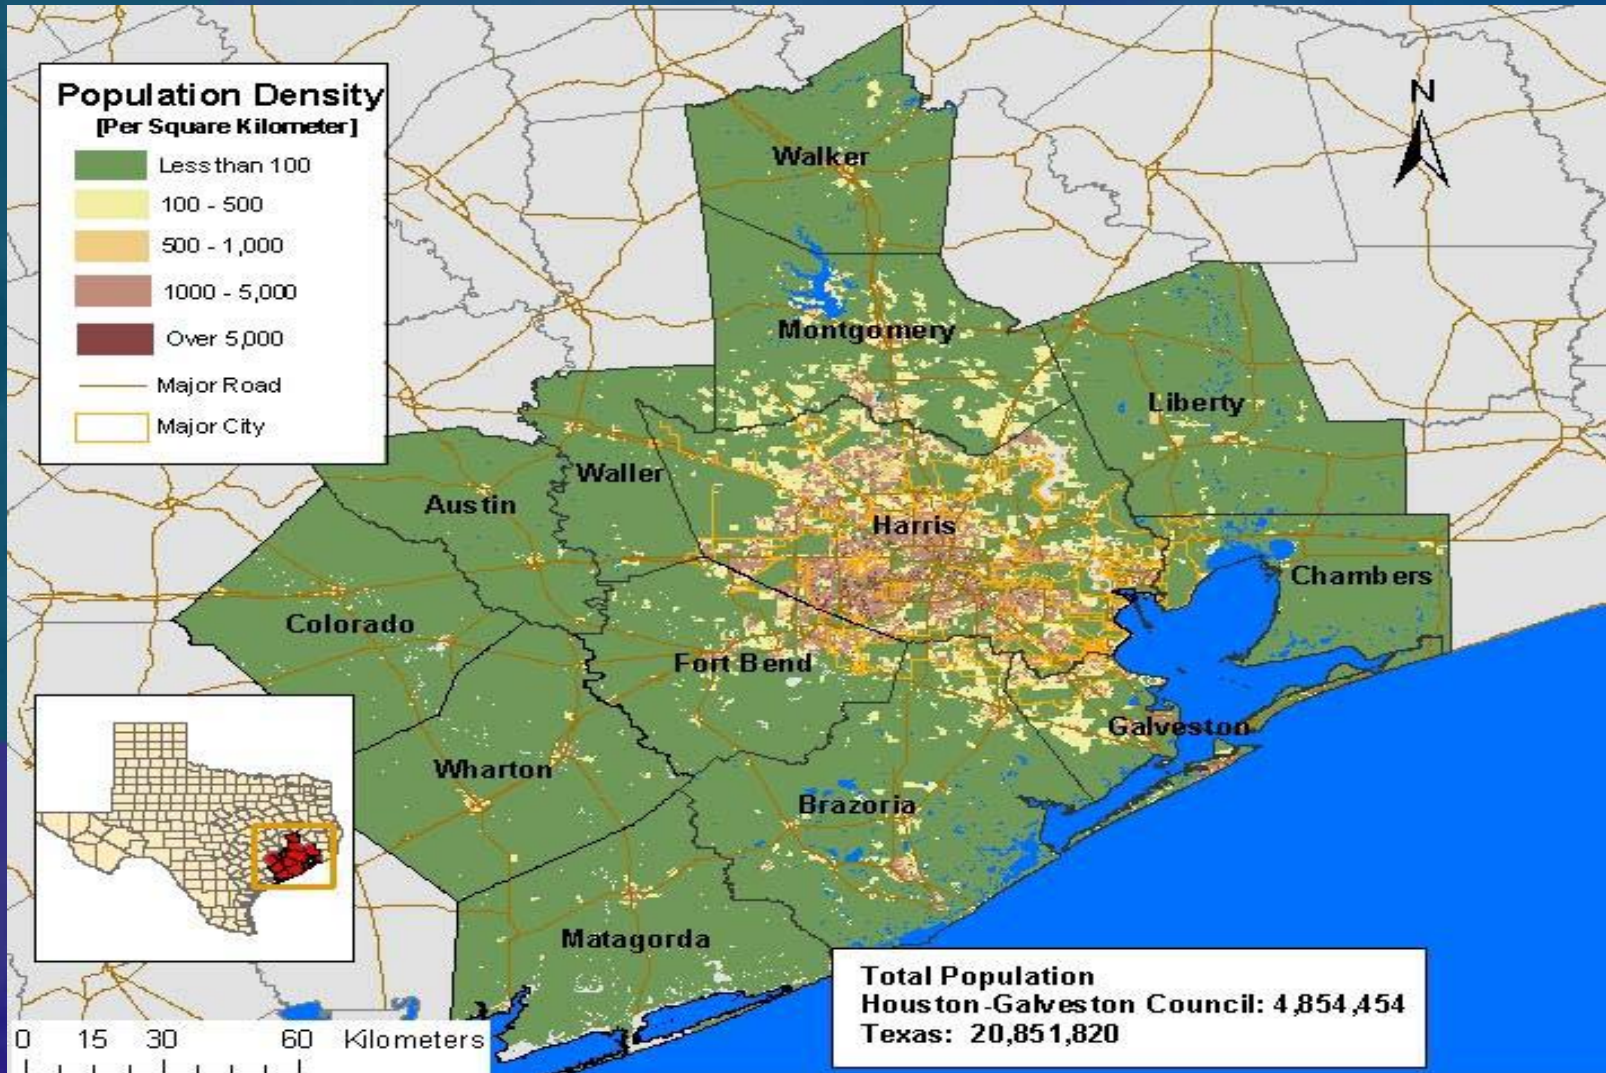 Population Density
[Per Square Kilometer]
Less than 100
100 - 500
500 - 1,000
1000 - 5,000
Over 5,000
Major Road
Major City
N
Walker
Montgomery
Liberty
Waller
Austin
Harris
Chambers
Colorado
Fort Bend
Galveston
Wharton
Brazoria
Matagorda
Total Population
Houston-Galveston Council: 4,854,454
Texas: 20,851,820
0 15 30 60 Kilometers